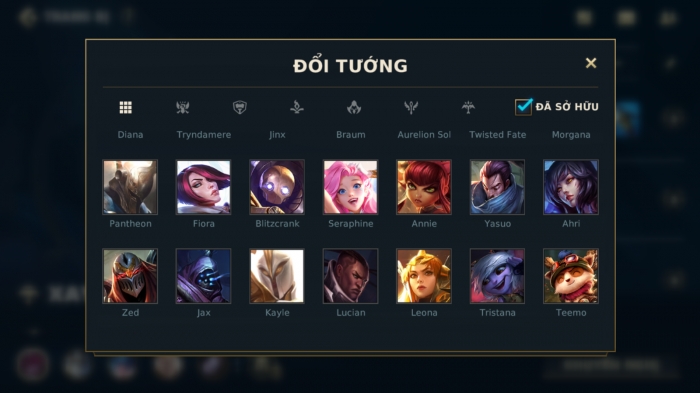 ĐỔI TƯỚNG
ĐÃ SỞ HỮU
Diana Tryndamere Jinx Braum Aurelion Sol Twisted Fate Morgana
Pantheon Fiora Blitzcrank Seraphine Annie Yasuo Ahri
Zed Jax Kayle Lucian Leona Tristana Teemo